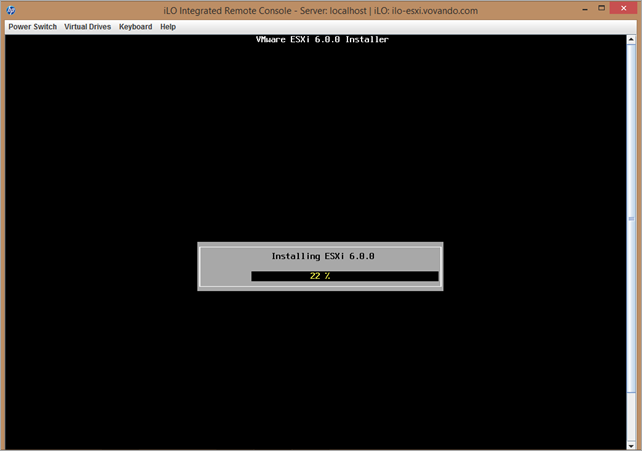 iLO Integrated Remote Console - Server: localhost | iLO: ilo-esxi.vovando.com
Power Switch Virtual Drives Keyboard Help
VMware ESXi 6.0.0 Installer
Installing ESXi 6.0.0
22 %